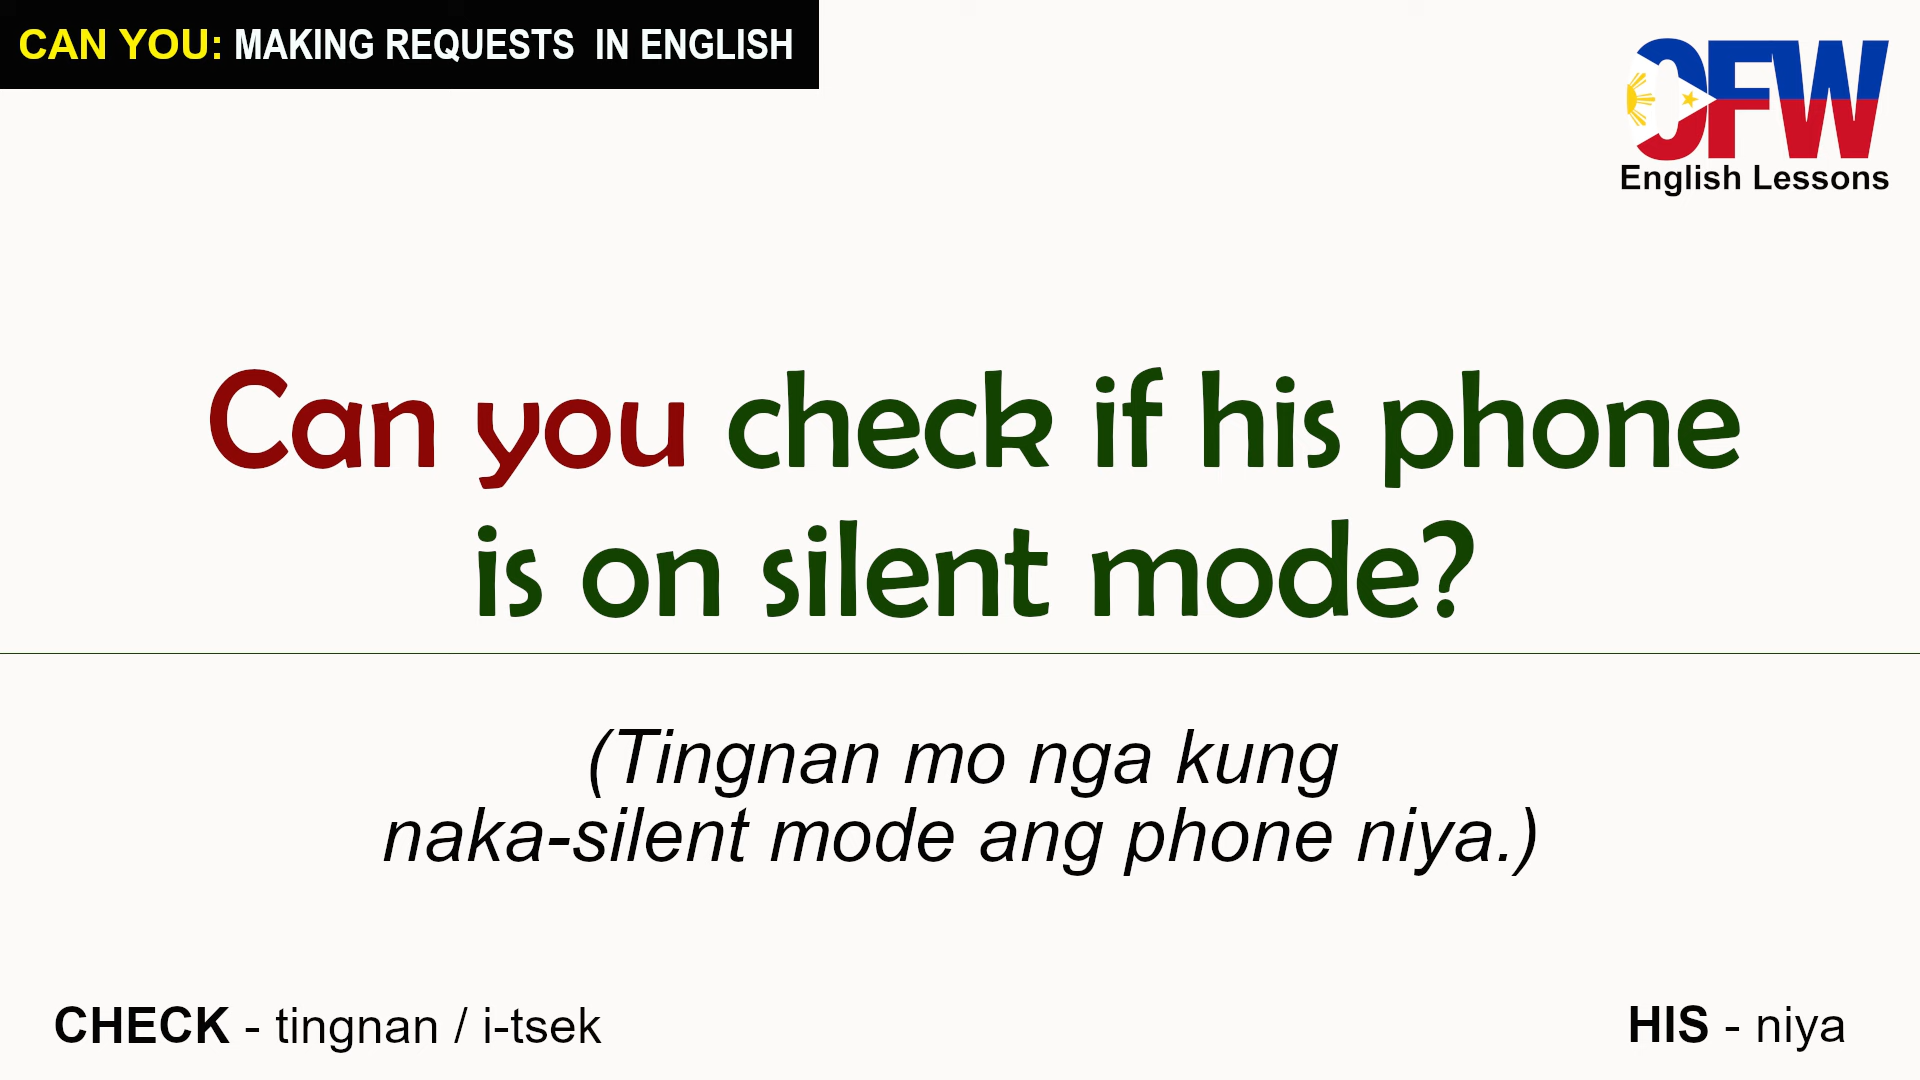 CAN YOU: MAKING REQUESTS IN ENGLISH
OFW
English Lessons
Can you check if his phone
is on silent mode?
(Tingnan mo nga kung
naka-silent mode ang phone niya.)
CHECK - tingnan / i-tsek
HIS - niya